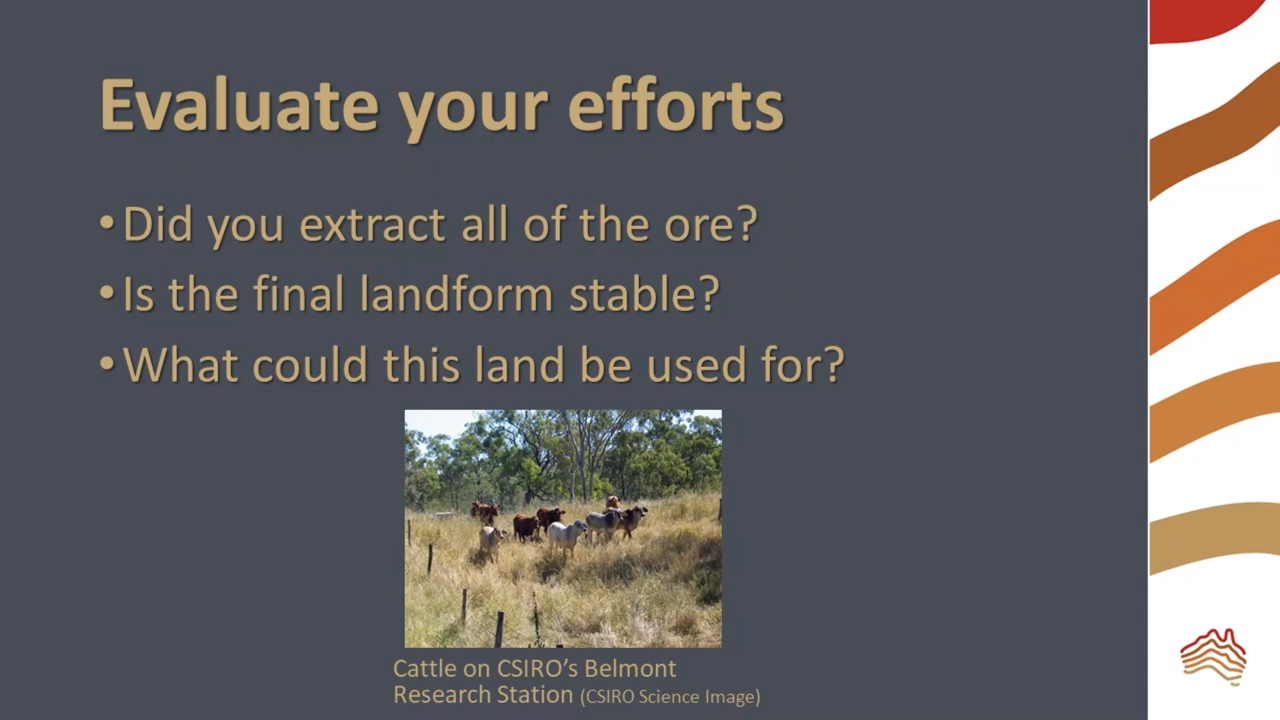 Evaluate your efforts
•Did you extract all of the ore?
•Is the final landform stable?
•What could this land be used for?
Cattle on CSIRO’s Belmont
Research Station (CSIRO Science Image)